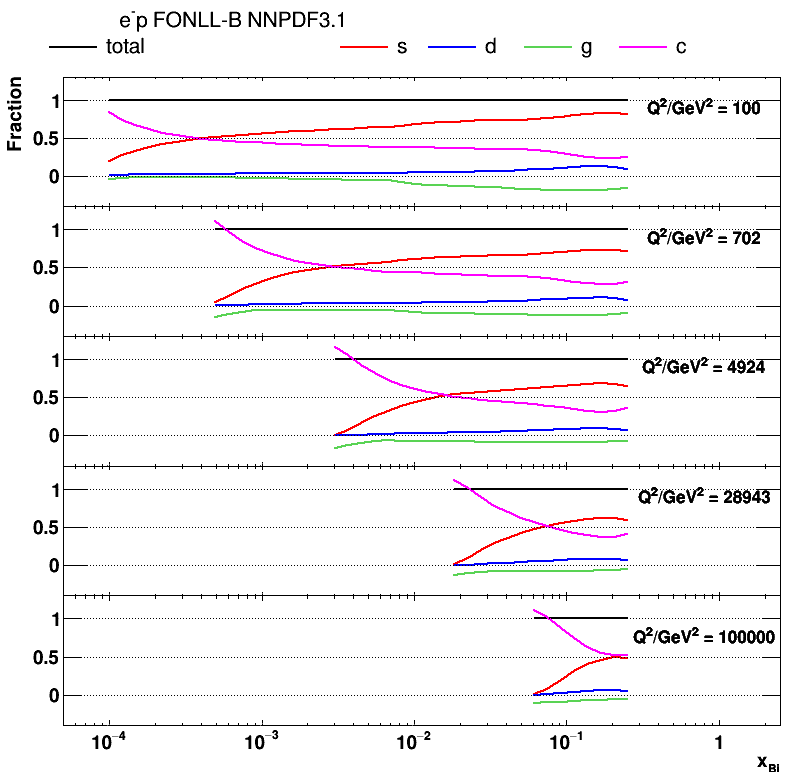 e⁻p FONLL-B NNPDF3.1
total s d g c
Fraction
1
0.5
0
Q²/GeV² = 100
1
0.5
0
Q²/GeV² = 702
1
0.5
0
Q²/GeV² = 4924
1
0.5
0
Q²/GeV² = 28943
1
0.5
0
Q²/GeV² = 100000
10⁻⁴ 10⁻³ 10⁻² 10⁻¹ 1
x_Bj